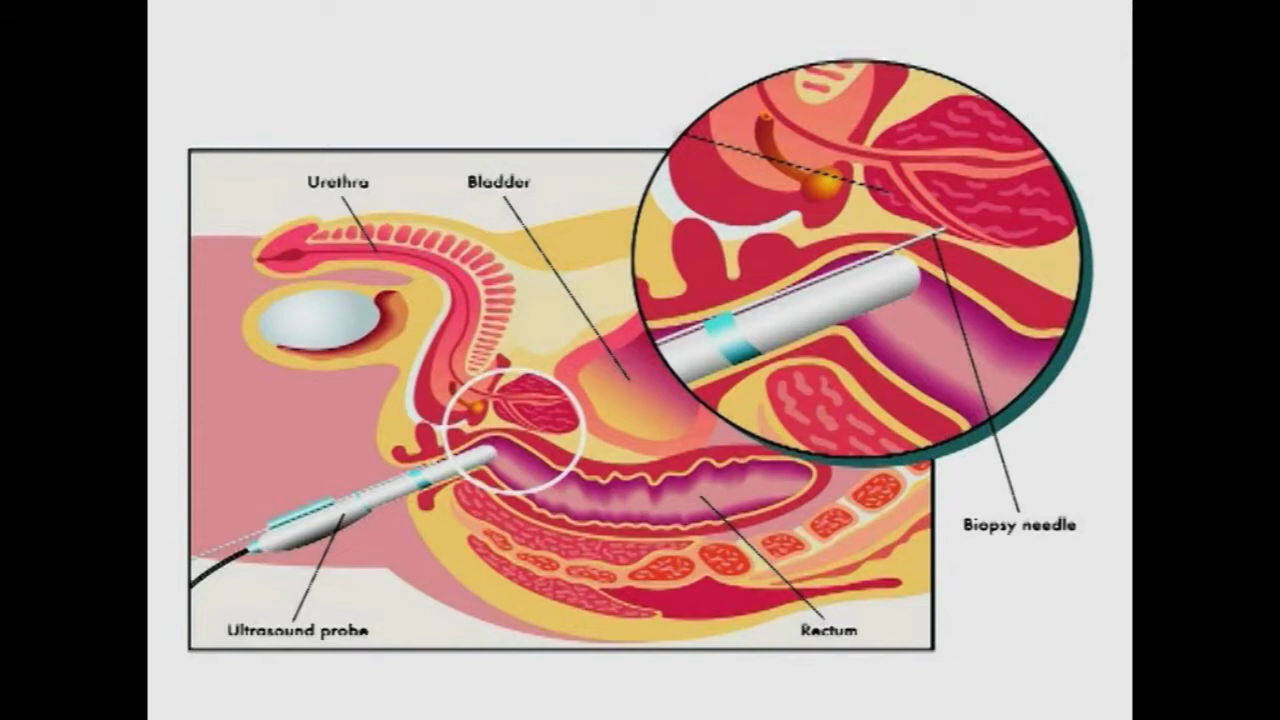 Urethra
Bladder
Biopsy needle
Ultrasound probe
Rectum